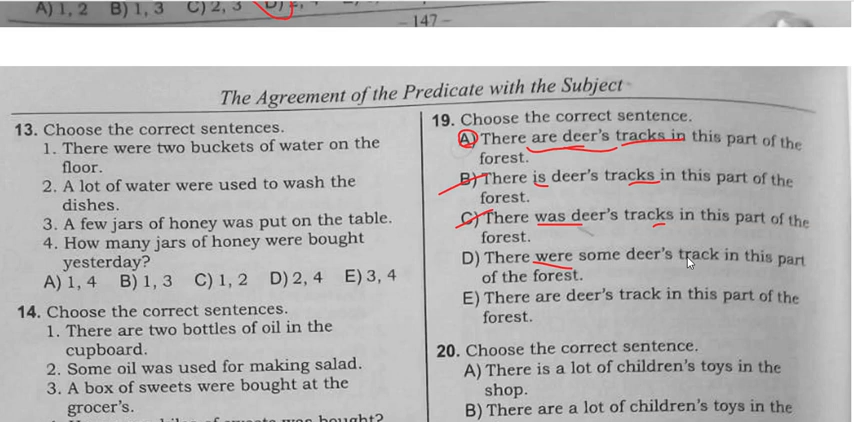 A) 1, 2 B) 1, 3 C) 2, 3 D) 2,
– 147 –
The Agreement of the Predicate with the Subject
13. Choose the correct sentences.
1. There were two buckets of water on the
floor.
2. A lot of water were used to wash the
dishes.
3. A few jars of honey was put on the table.
4. How many jars of honey were bought
yesterday?
A) 1, 4 B) 1, 3 C) 1, 2 D) 2, 4 E) 3, 4
14. Choose the correct sentences.
1. There are two bottles of oil in the
cupboard.
2. Some oil was used for making salad.
3. A box of sweets were bought at the
grocer's.
was bought?
19. Choose the correct sentence.
A) There are deer's tracks in this part of the
forest.
B) There is deer's tracks in this part of the
forest.
C) There was deer's tracks in this part of the
forest.
D) There were some deer's track in this part
of the forest.
E) There are deer's track in this part of the
forest.
20. Choose the correct sentence.
A) There is a lot of children's toys in the
shop.
B) There are a lot of children's toys in the